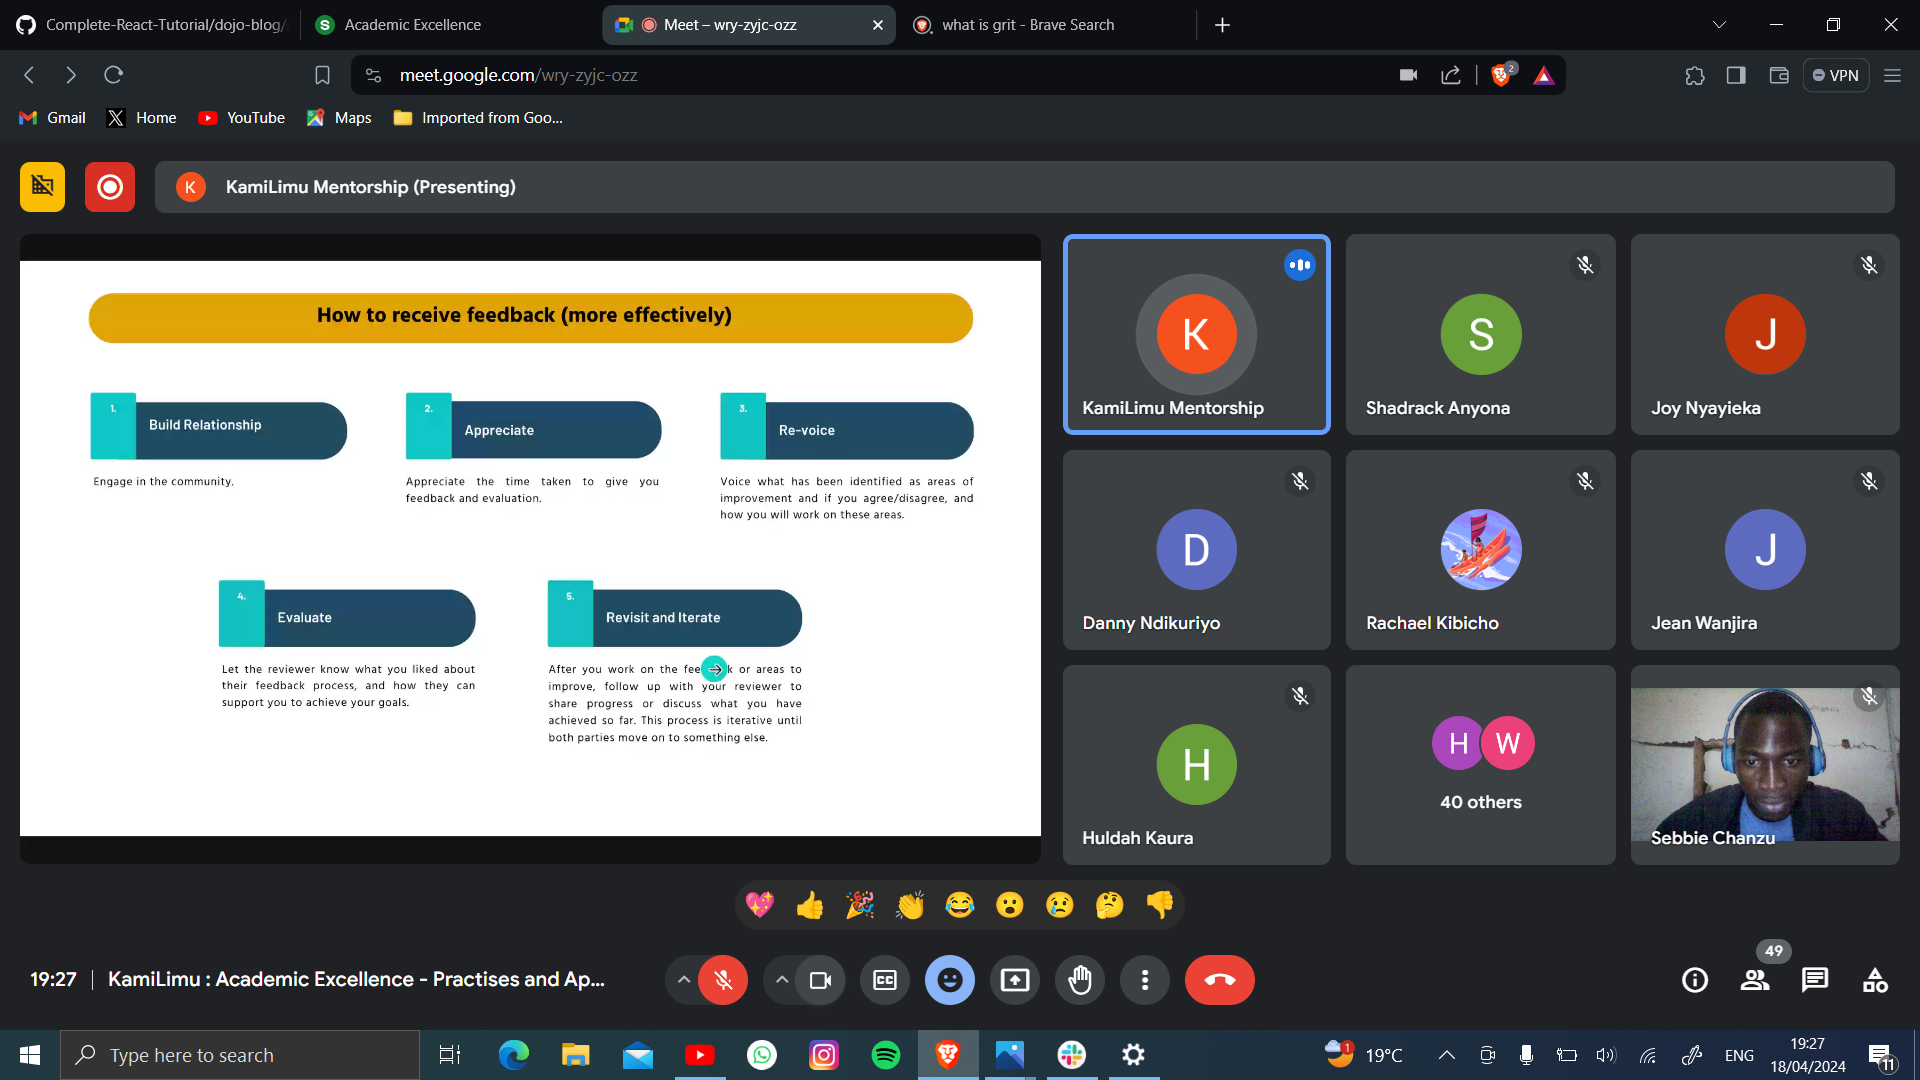 Complete-React-Tutorial/dojo-blog/
S Academic Excellence
Meet – wry-zyjc-ozz
what is grit - Brave Search
meet.google.com/wry-zyjc-ozz
2
VPN
Gmail
Home
YouTube
Maps
Imported from Goo...
K KamiLimu Mentorship (Presenting)
How to receive feedback (more effectively)
1. Build Relationship
Engage in the community.
2. Appreciate
Appreciate the time taken to give you
feedback and evaluation.
3. Re-voice
Voice what has been identified as areas of
improvement and if you agree/disagree, and
how you will work on these areas.
4. Evaluate
Let the reviewer know what you liked about
their feedback process, and how they can
support you to achieve your goals.
5. Revisit and Iterate
After you work on the fee k or areas to
improve, follow up with your reviewer to
share progress or discuss what you have
achieved so far. This process is iterative until
both parties move on to something else.
K
KamiLimu Mentorship
S
Shadrack Anyona
J
Joy Nyayieka
D
Danny Ndikuriyo
Rachael Kibicho
J
Jean Wanjira
H
Huldah Kaura
H W
40 others
Sebbie Chanzu
19:27 | KamiLimu : Academic Excellence - Practises and Ap...
CC
49
Type here to search
1
19°C
ENG
19:27
18/04/2024
11